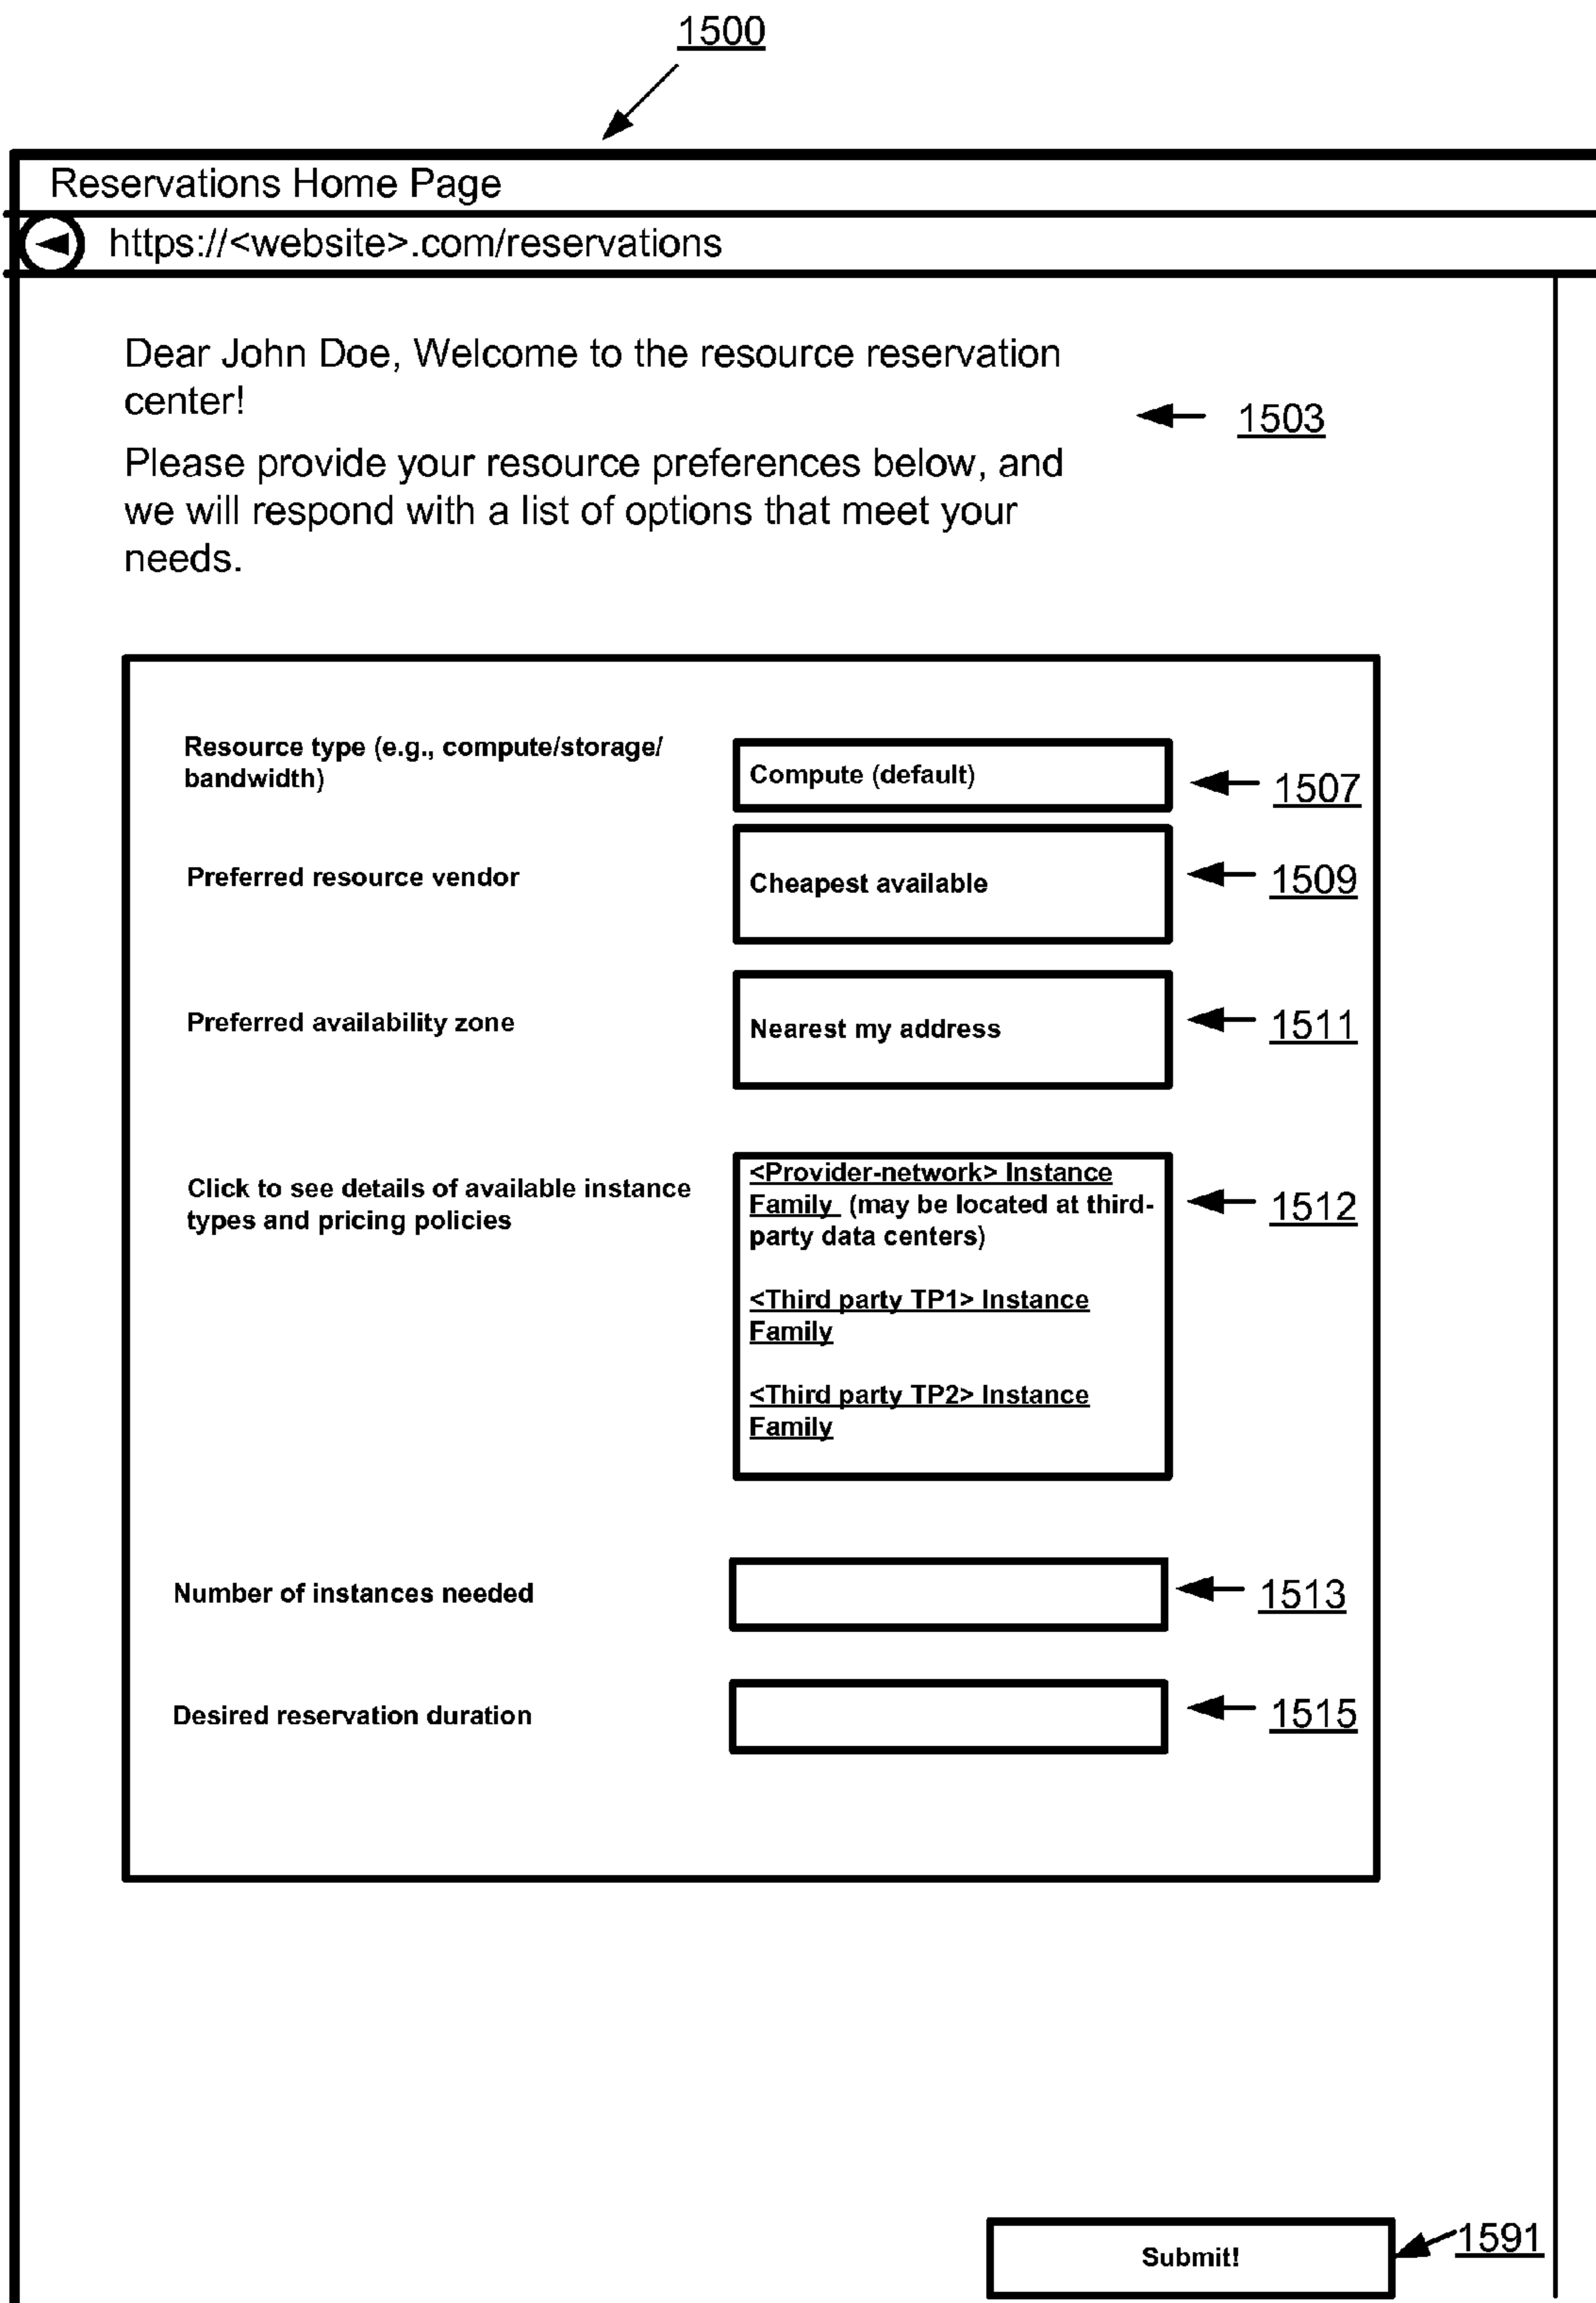 1500
Reservations Home Page
https://<website>.com/reservations
Dear John Doe, Welcome to the resource reservation
center!
1503
Please provide your resource preferences below, and
we will respond with a list of options that meet your
needs.
Resource type (e.g., compute/storage/
bandwidth)
Compute (default)
1507
Preferred resource vendor
Cheapest available
1509
Preferred availability zone
Nearest my address
1511
Click to see details of available instance
types and pricing policies
<Provider-network> Instance
Family (may be located at third-
party data centers)
<Third party TP1> Instance
Family
<Third party TP2> Instance
Family
1512
Number of instances needed
1513
Desired reservation duration
1515
Submit!
1591